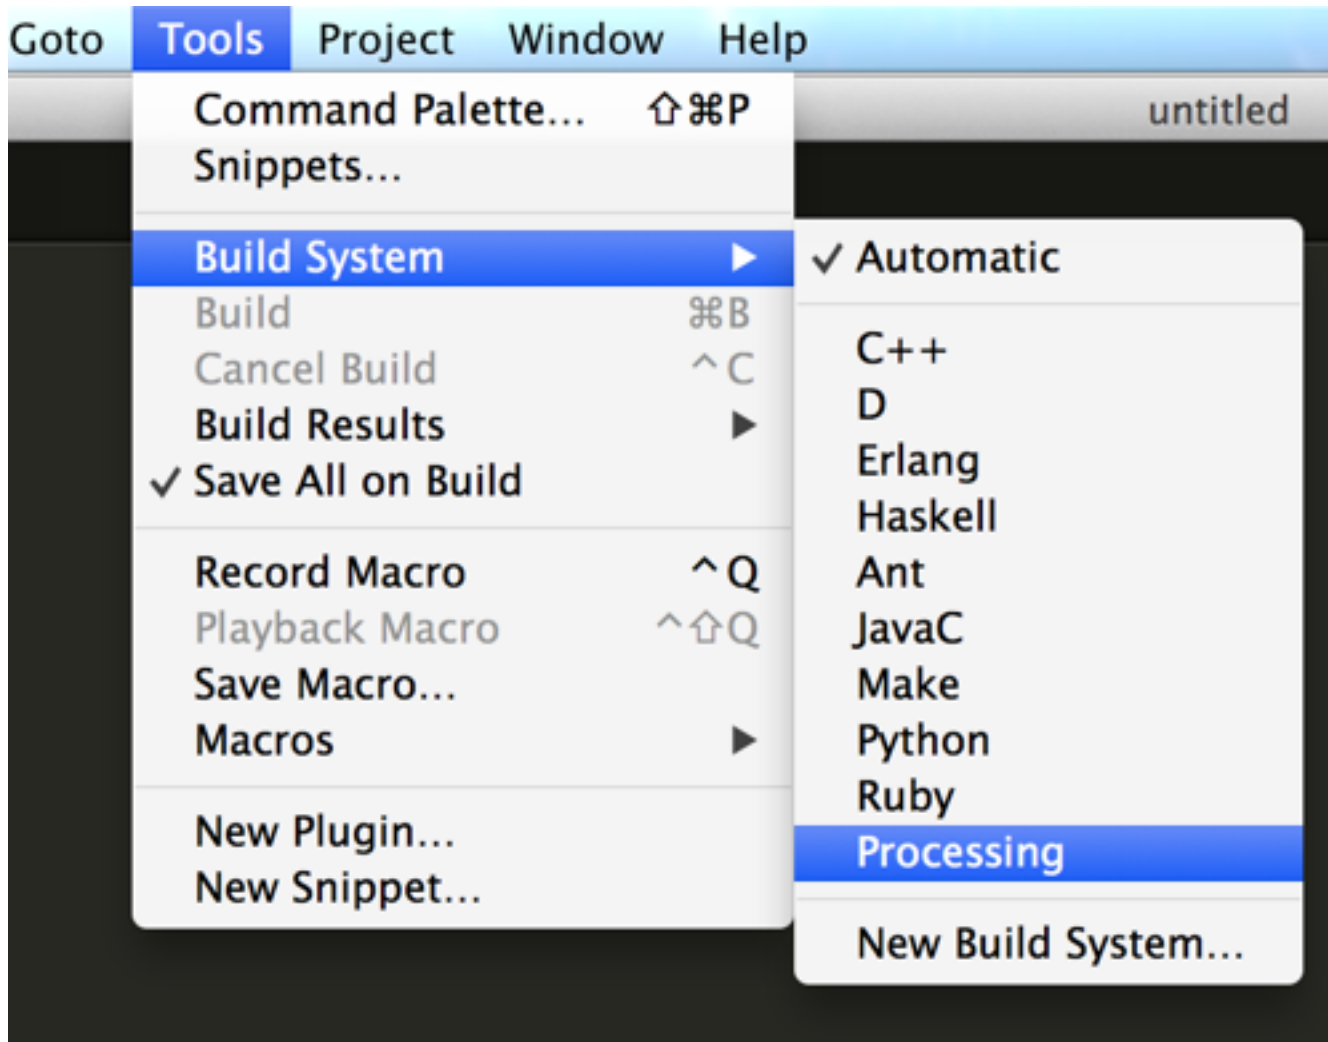 Goto Tools Project Window Help
untitled
Command Palette... ⇧⌘P
Snippets...
Build System ▶
Build ⌘B
Cancel Build ^C
Build Results ▶
✓ Save All on Build
Record Macro ^Q
Playback Macro ^⇧Q
Save Macro...
Macros ▶
New Plugin...
New Snippet...
✓ Automatic
C++
D
Erlang
Haskell
Ant
JavaC
Make
Python
Ruby
Processing
New Build System...